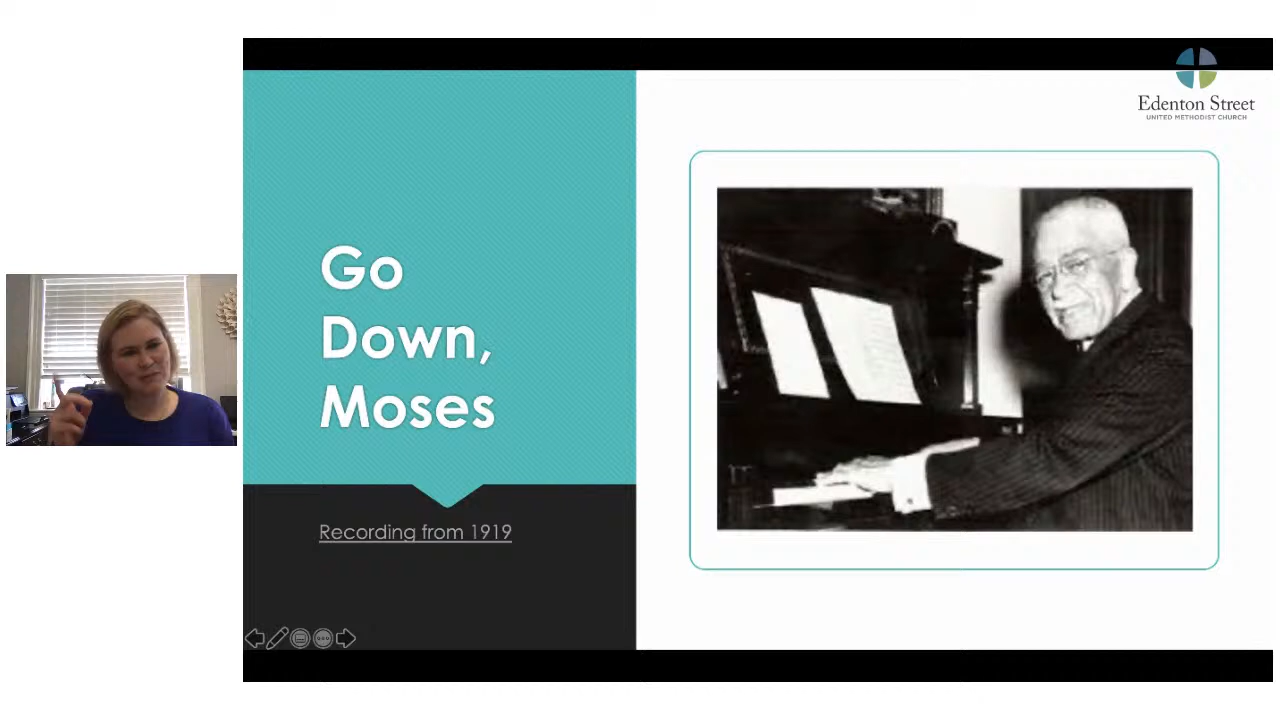 Edenton Street
UNITED METHODIST CHURCH
Go
Down,
Moses
Recording from 1919